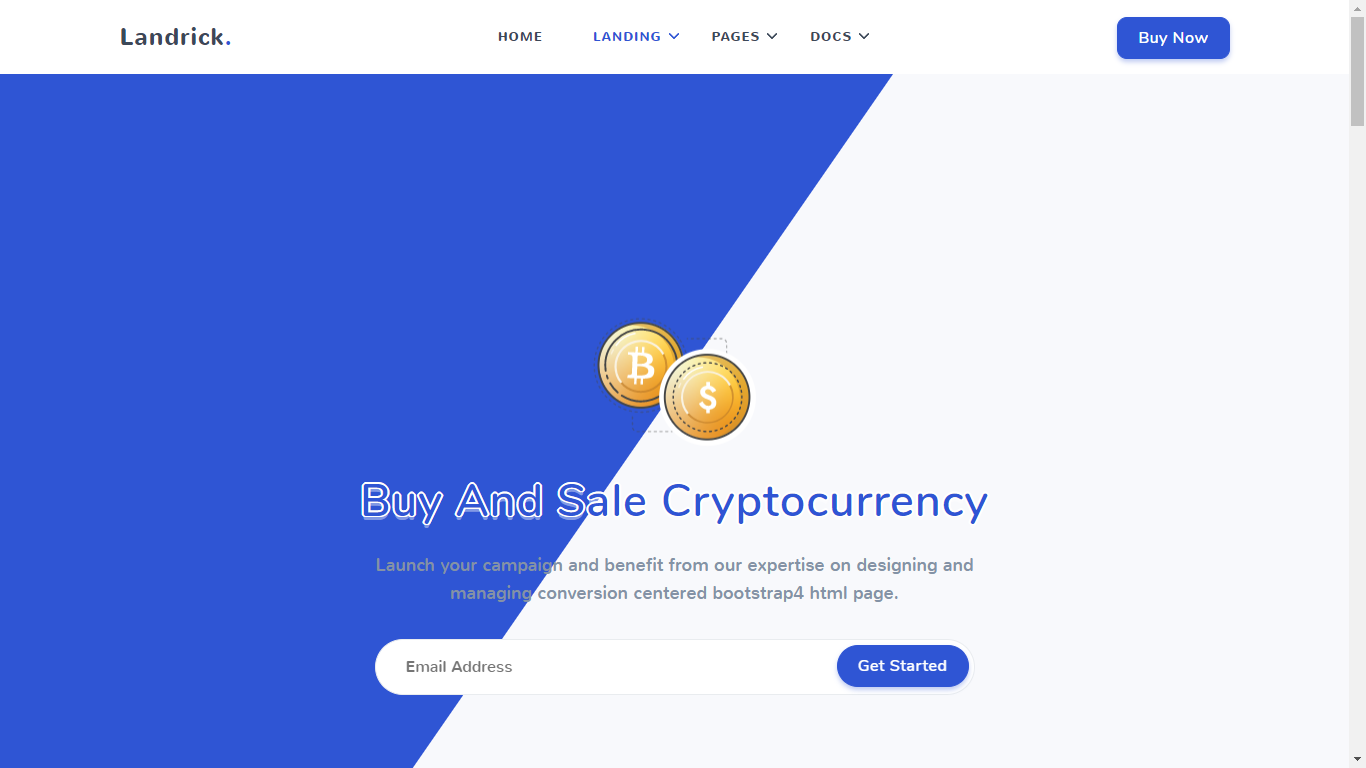 Landrick.
HOME
LANDING
PAGES
DOCS
Buy Now
Buy And Sale Cryptocurrency
Launch your campaign and benefit from our expertise on designing and
managing conversion centered bootstrap4 html page.
Email Address
Get Started